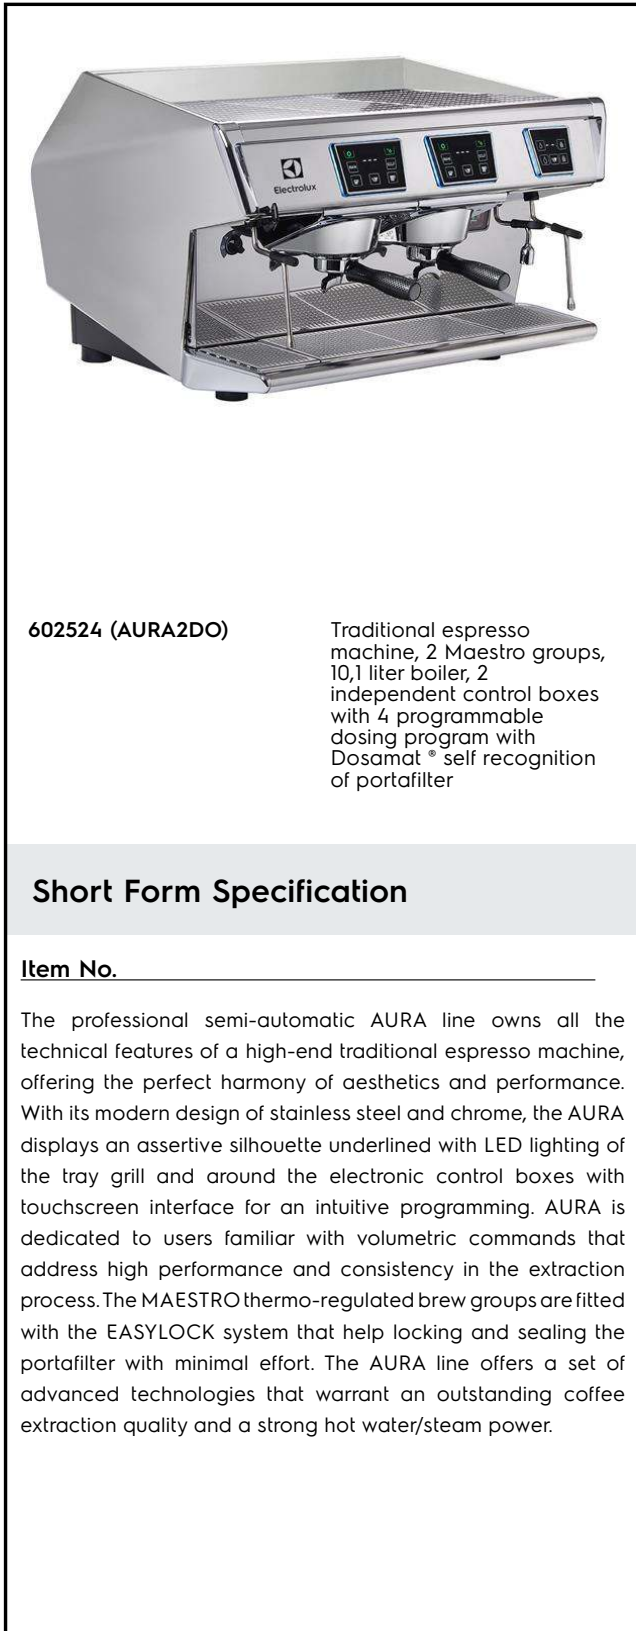 Electrolux
602524 (AURA2DO)
Traditional espresso
machine, 2 Maestro groups,
10,1 liter boiler, 2
independent control boxes
with 4 programmable
dosing program with
Dosamat ® self recognition
of portafilter
Short Form Specification
Item No.
The professional semi-automatic AURA line owns all the
technical features of a high-end traditional espresso machine,
offering the perfect harmony of aesthetics and performance.
With its modern design of stainless steel and chrome, the AURA
displays an assertive silhouette underlined with LED lighting of
the tray grill and around the electronic control boxes with
touchscreen interface for an intuitive programming. AURA is
dedicated to users familiar with volumetric commands that
address high performance and consistency in the extraction
process. The MAESTRO thermo-regulated brew groups are fitted
with the EASYLOCK system that help locking and sealing the
portafilter with minimal effort. The AURA line offers a set of
advanced technologies that warrant an outstanding coffee
extraction quality and a strong hot water/steam power.